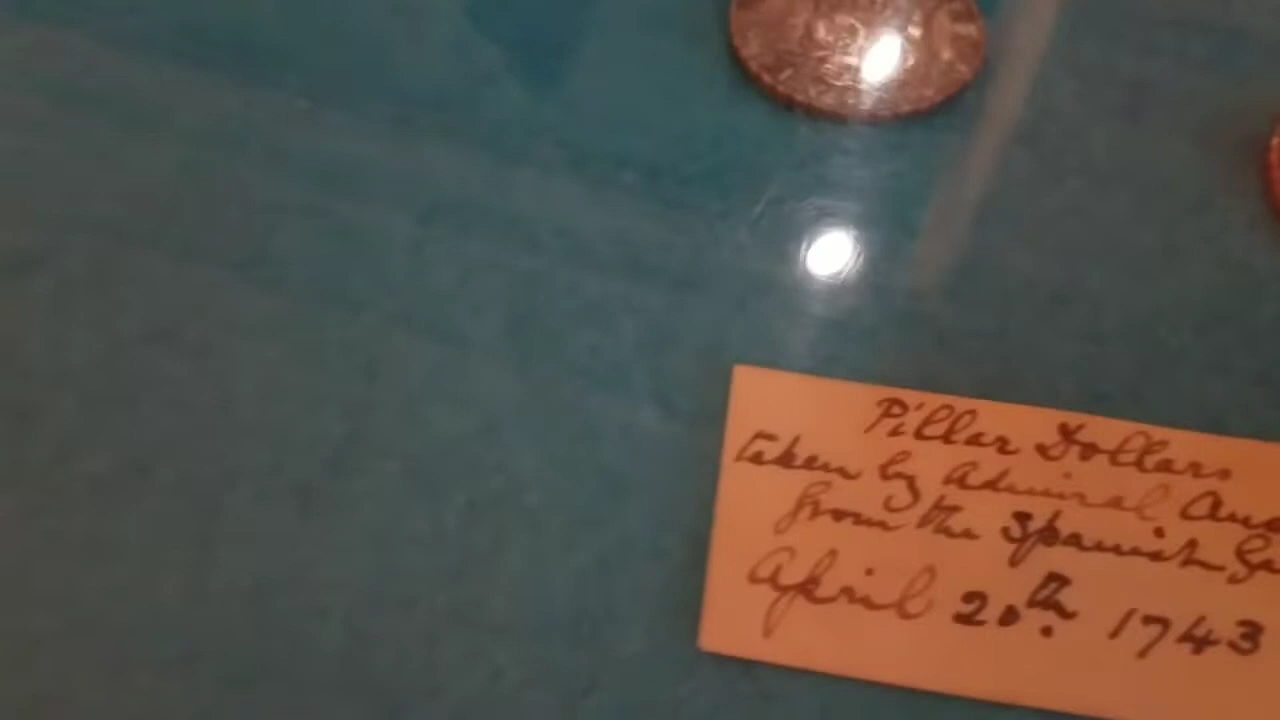 Pillar Dollars
taken by Admiral
from the Spanish
April 20th. 1743